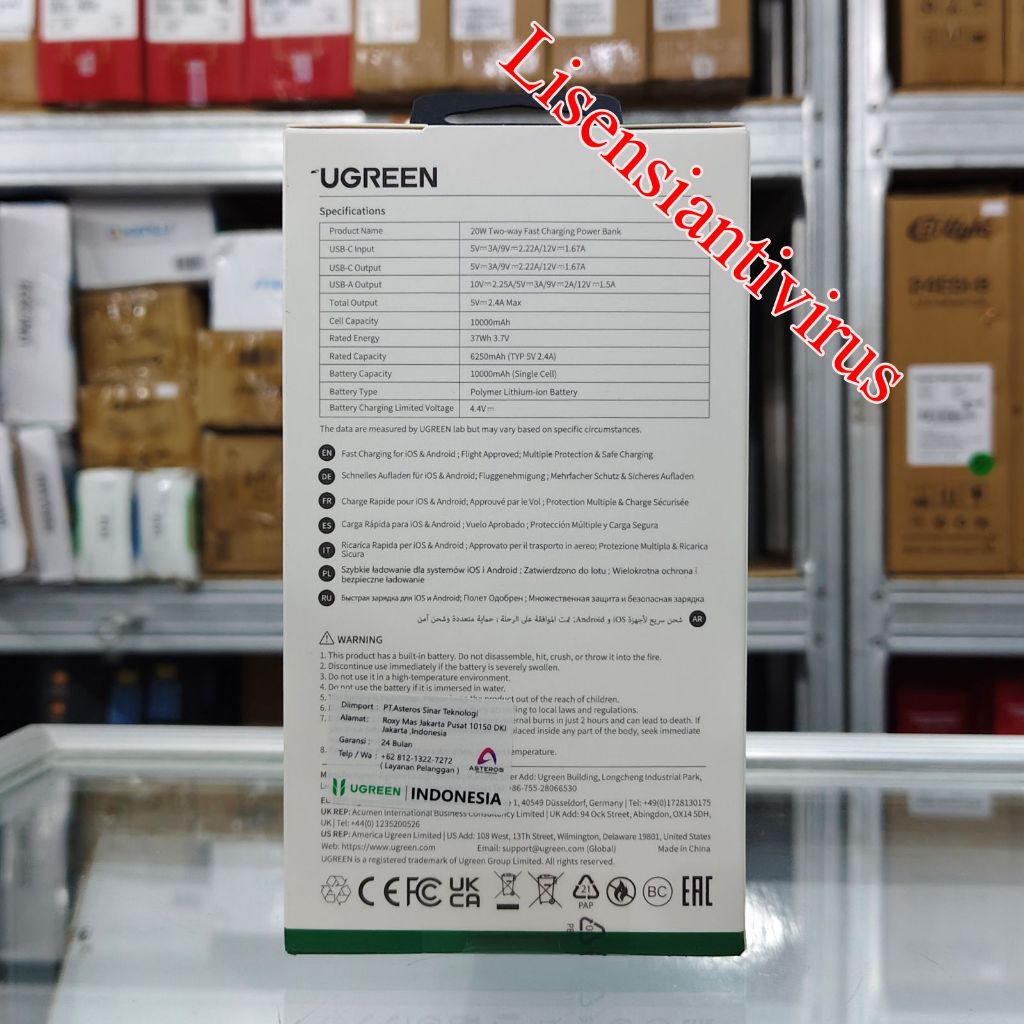 Lisensiantivirus
UGREEN
Specifications
Product Name 20W Two-way Fast Charging Power Bank
USB-C Input 5V⎓3A/9V⎓2.22A/12V⎓1.67A
USB-C Output 5V⎓3A/9V⎓2.22A/12V⎓1.67A
USB-A Output 10V⎓2.25A/5V⎓3A/9V⎓2A/12V⎓1.5A
Total Output 5V⎓2.4A Max
Cell Capacity 10000mAh
Rated Energy 37Wh 3.7V
Rated Capacity 6250mAh (TYP 5V 2.4A)
Battery Capacity 10000mAh (Single Cell)
Battery Type Polymer Lithium-ion Battery
Battery Charging Limited Voltage 4.4V⎓
The data are measured by UGREEN lab but may vary based on specific circumstances.
EN Fast Charging for iOS & Android ; Flight Approved; Multiple Protection & Safe Charging
DE Schnelles Aufladen für iOS & Android; Fluggenehmigung ; Mehrfacher Schutz & Sicheres Aufladen
FR Charge Rapide pour iOS & Android; Approuvé par le Vol ; Protection Multiple & Charge Sécurisée
ES Carga Rápida para iOS & Android ; Vuelo Aprobado ; Protección Múltiple y Carga Segura
IT Ricarica Rapida per iOS & Android ; Approvato per il trasporto in aereo; Protezione Multipla & Ricarica
Sicura
PL Szybkie ładowanie dla systemów iOS i Android ; Zatwierdzono do lotu ; Wielokrotna ochrona i
bezpieczne ładowanie
RU Быстрая зарядка для iOS и Android; Полет Одобрен ; Множественная защита и безопасная зарядка
AR شحن سريع لأجهزة iOS و Android; تمت الموافقة على الرحلة ; حماية متعددة وشحن آمن
WARNING
1. This product has a built-in battery. Do not disassemble, hit, crush, or throw it into the fire.
2. Discontinue use immediately if the battery is severely swollen.
3. Do not use it in a high-temperature environment.
4. Do not use the battery if it is immersed in water.
5. product out of the reach of children.
6. to local laws and regulations.
7. burns in just 2 hours and can lead to death. If
placed inside any part of the body, seek immediate
8. temperature.
Diimport : PT.Asteros Sinar Teknologi
Alamat : Roxy Mas Jakarta Pusat 10150 DKI
Jakarta ,Indonesia
Garansi : 24 Bulan
Telp / Wa : +62 812-1322-7272
( Layanan Pelanggan )
ASTEROS
UGREEN | INDONESIA
Add: Ugreen Building, Longcheng Industrial Park,
86-755-28066530
1, 40549 Düsseldorf, Germany | Tel: +49(0)1728130175
UK REP: Acumen International Business Consultancy Limited | UK Add: 94 Ock Street, Abingdon, OX14 5DH,
UK | Tel: +44(0) 1235200526
US REP: America Ugreen Limited | US Add: 108 West, 13Th Street, Wilmington, Delaware 19801, United States
Web: https://www.ugreen.com Email: support@ugreen.com (Global) Made in China
UGREEN is a registered trademark of Ugreen Group Limited. All rights reserved.
CE FC UK CA 21 PAP BC EAC